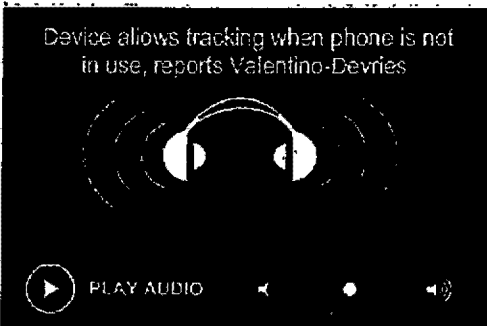 Device allows tracking when phone is not
in use, reports Valentino-Devries
PLAY AUDIO